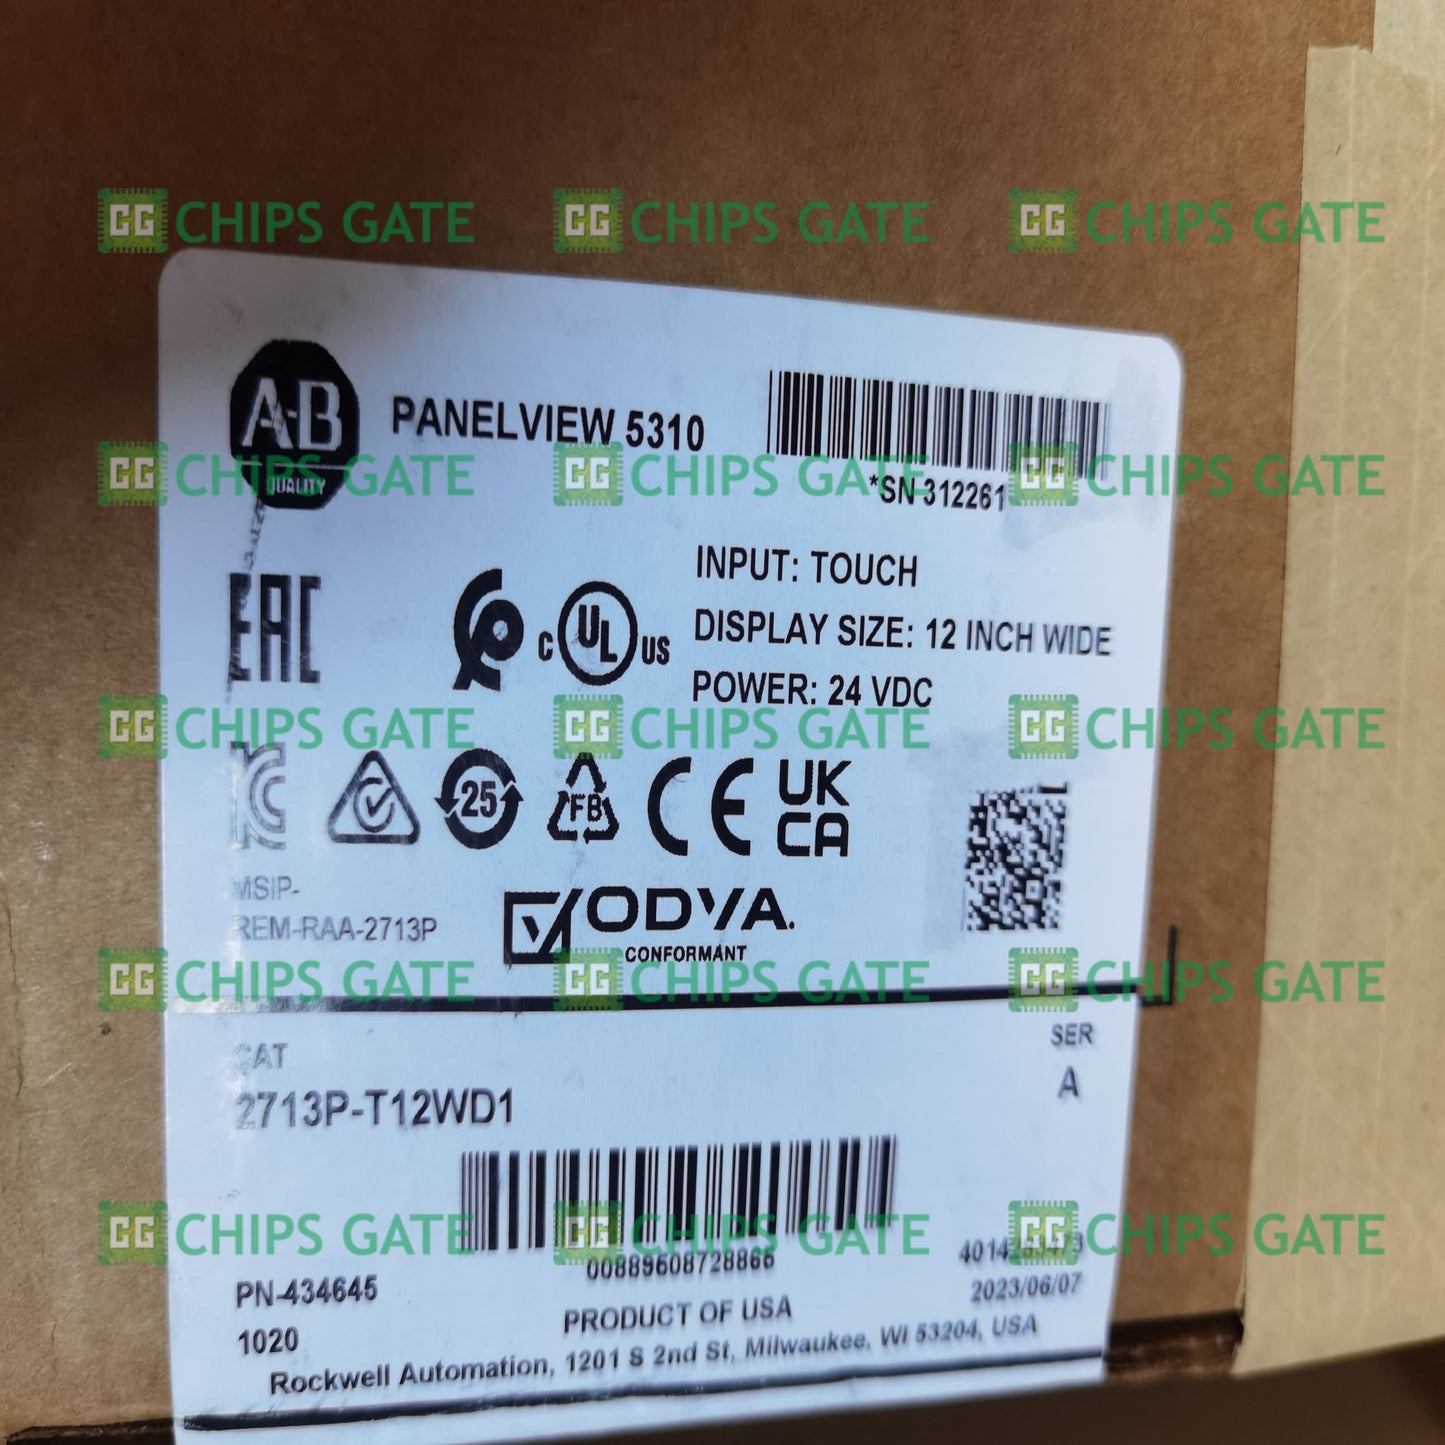 CG CHIPS GATE CG CHIPS GATE CG CHIPS GATE
A-B
QUALITY
PANELVIEW 5310
*SN 312261
CG CHIPS GATE CG CHIPS GATE CG CHIPS GATE
INPUT: TOUCH
DISPLAY SIZE: 12 INCH WIDE
POWER: 24 VDC
EAC
C UL US
CG CHIPS GATE CG CHIPS GATE CG CHIPS GATE
KC
25
FB
CE
UK
CA
MSIP-
REM-RAA-2713P
ODVA.
CONFORMANT
CG CHIPS GATE CG CHIPS GATE CG CHIPS GATE
CAT
2713P-T12WD1
SER
A
CG CHIPS GATE CG CHIPS GATE CG CHIPS GATE
PN-434645
1020
PRODUCT OF USA
2023/06/07
Rockwell Automation, 1201 S 2nd St, Milwaukee, WI 53204, USA